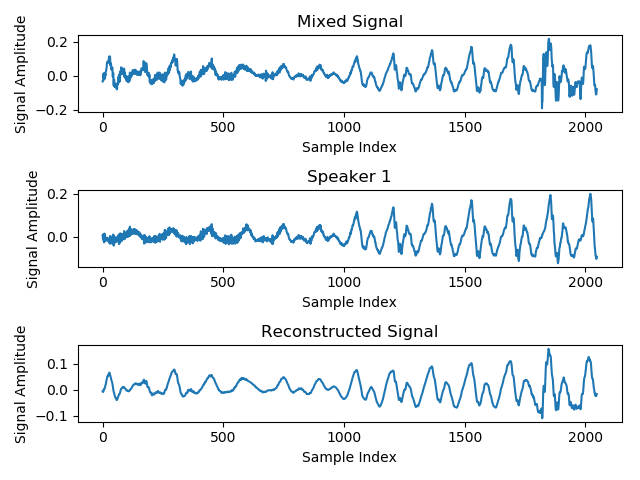 Mixed Signal
Signal Amplitude
0.2
0.0
−0.2
0 500 1000 1500 2000
Sample Index
Speaker 1
Signal Amplitude
0.2
0.0
0 500 1000 1500 2000
Sample Index
Reconstructed Signal
Signal Amplitude
0.1
0.0
−0.1
0 500 1000 1500 2000
Sample Index